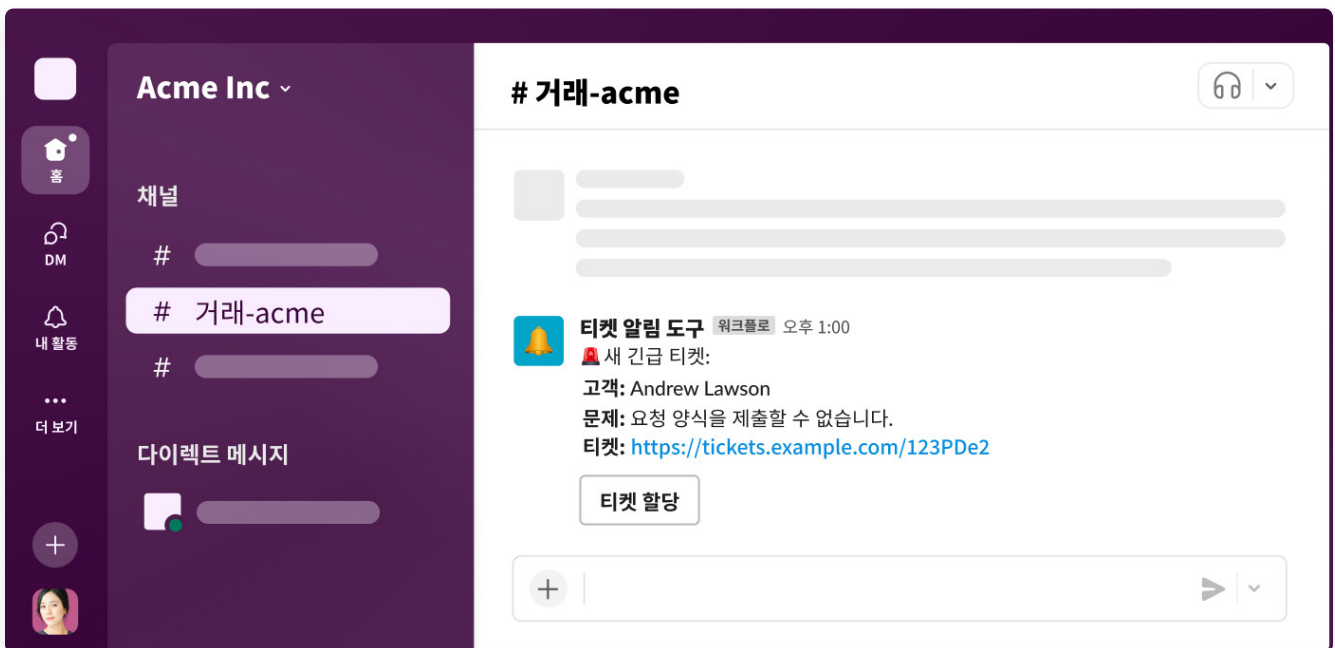 홈
DM
내 활동
더 보기
Acme Inc
채널
#
# 거래-acme
#
다이렉트 메시지
# 거래-acme
티켓 알림 도구 워크플로 오후 1:00
🚨새 긴급 티켓:
고객: Andrew Lawson
문제: 요청 양식을 제출할 수 없습니다.
티켓: https://tickets.example.com/123PDe2
티켓 할당